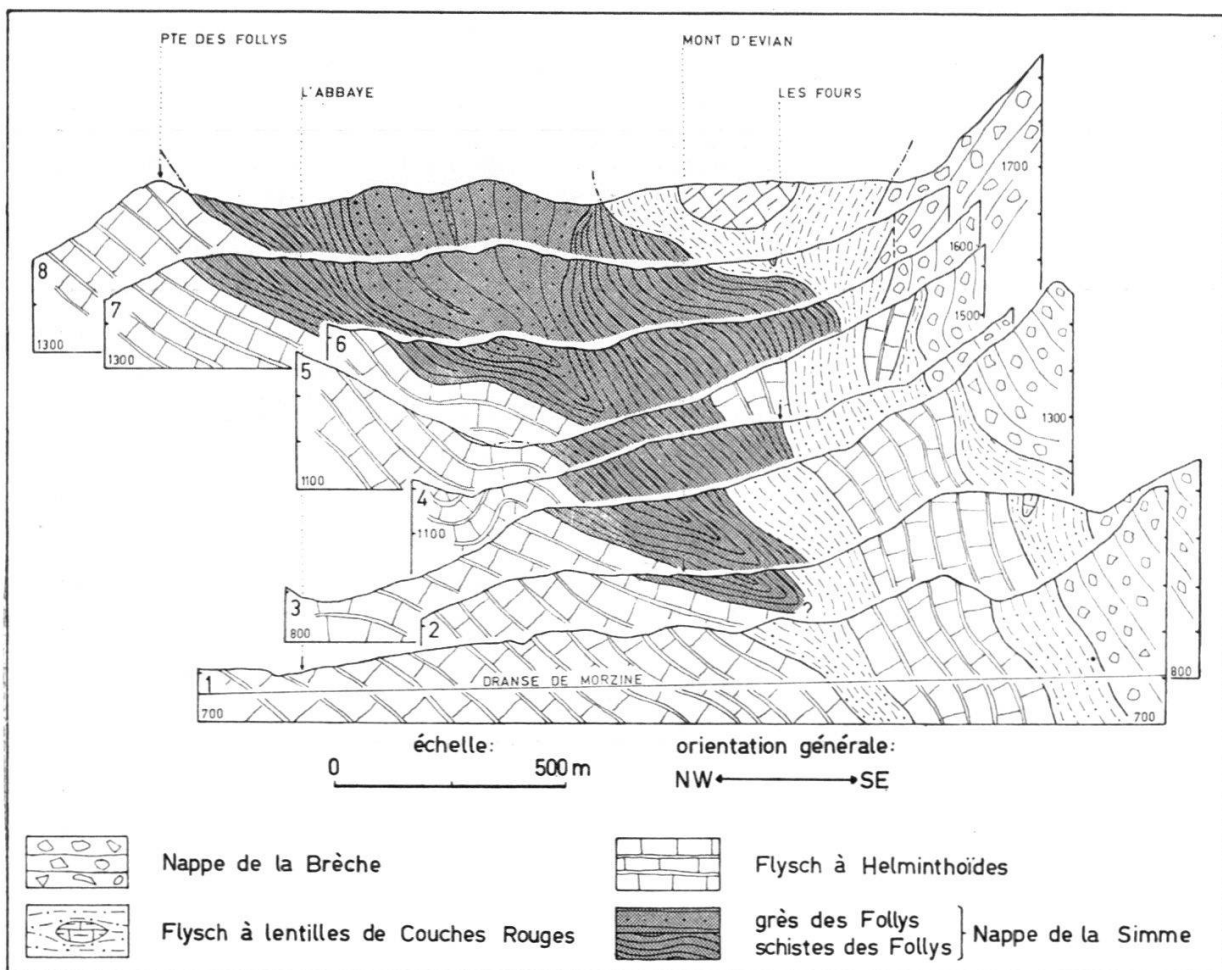 PTE DES FOLLYS
MONT D'EVIAN
L'ABBAYE
LES FOURS
1700
8
1600
7
1300
1500
6
1300
5
1300
1100
4
1100
3
800
2
1
DRANSE DE MORZINE
800
700
700
?
échelle:
orientation générale:
0 500 m
NW SE
Nappe de la Brèche
Flysch à Helminthoïdes
Flysch à lentilles de Couches Rouges
grès des Follys
schistes des Follys
Nappe de la Simme